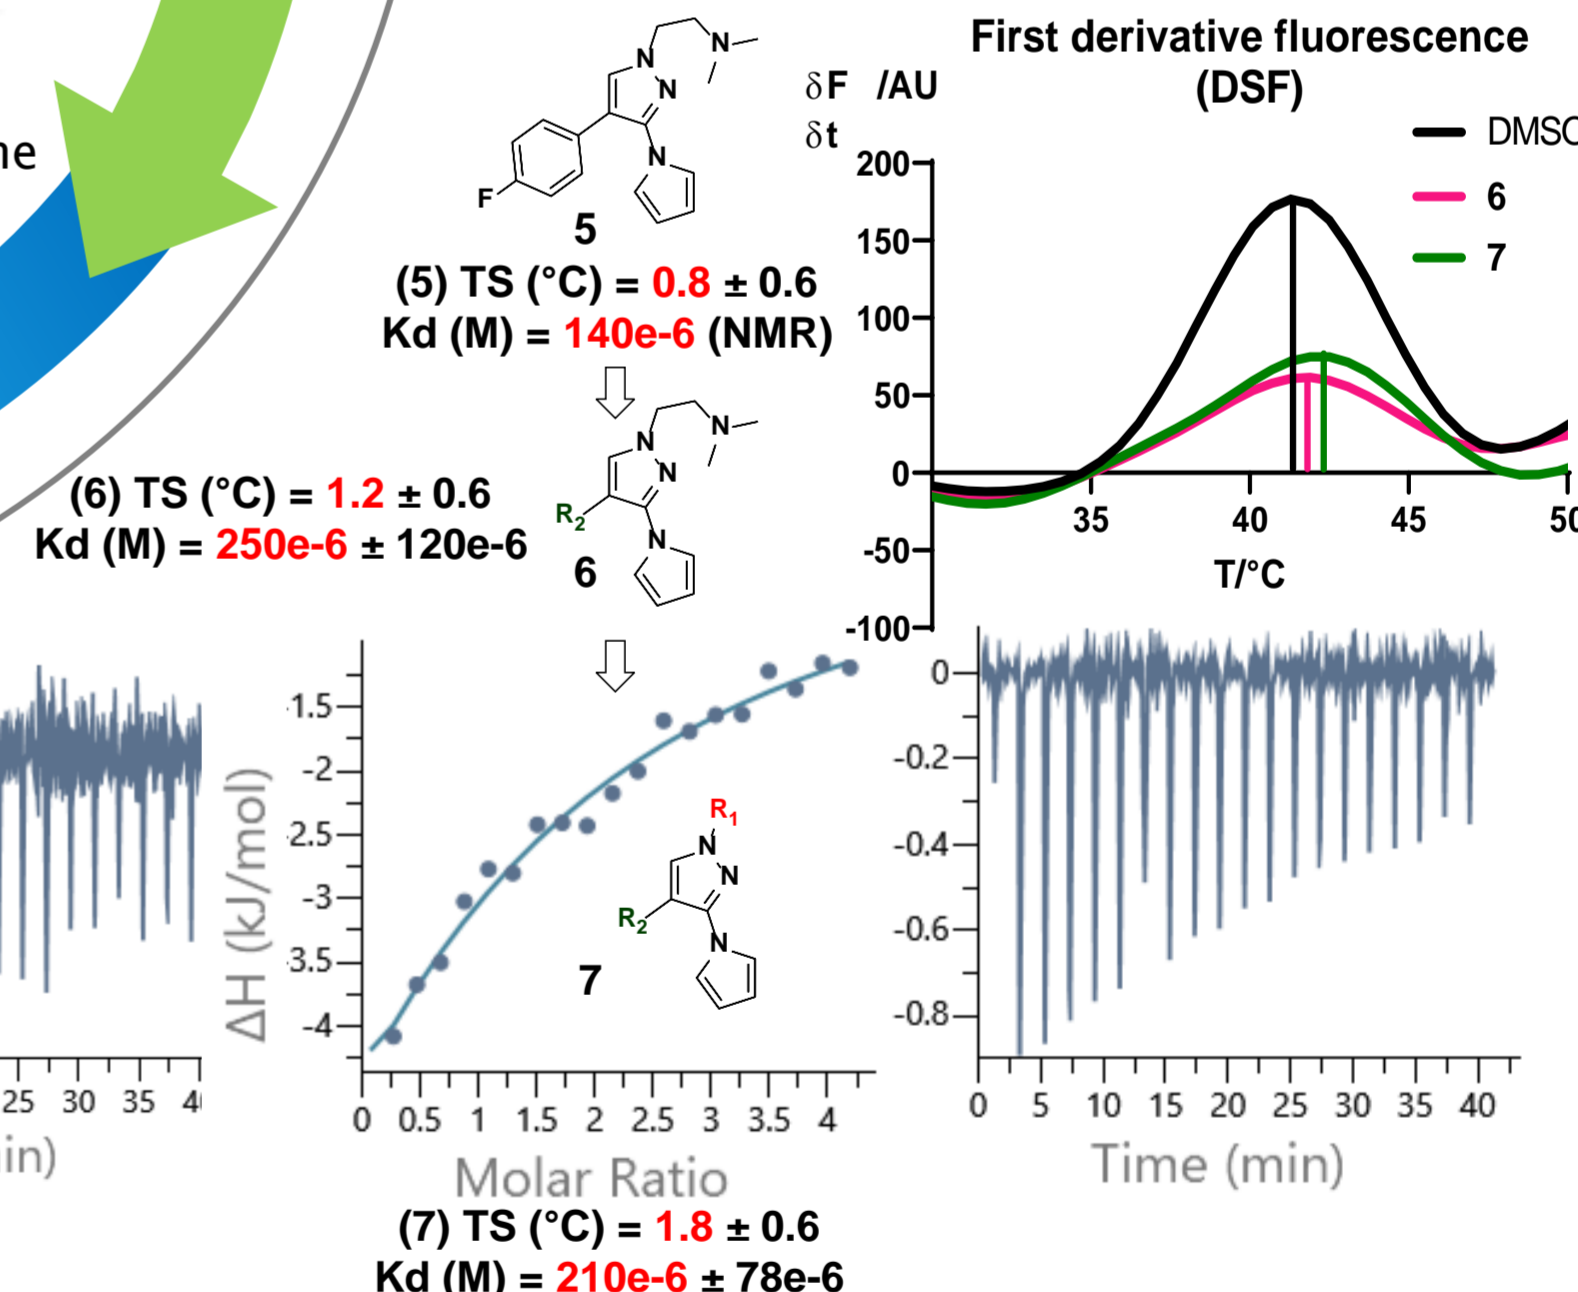 First derivative fluorescence
(DSF)
δF /AU
δt
DMSO
6
7
200
150
100
50
0
-50
-100
35
40
45
50
T/°C
N
N
N
N
F
5
(5) TS (°C) = 0.8 ± 0.6
Kd (M) = 140e-6 (NMR)
N
N
N
R2
N
6
(6) TS (°C) = 1.2 ± 0.6
Kd (M) = 250e-6 ± 120e-6
25
30
35
in)
ΔH (kJ/mol)
1.5
-2
2.5
-3
3.5
-4
R1
N
N
R2
N
7
0
0.5
1
1.5
2
2.5
3
3.5
4
Molar Ratio
(7) TS (°C) = 1.8 ± 0.6
Kd (M) = 210e-6 ± 78e-6
0
-0.2
-0.4
-0.6
-0.8
0
5
10
15
20
25
30
35
40
Time (min)